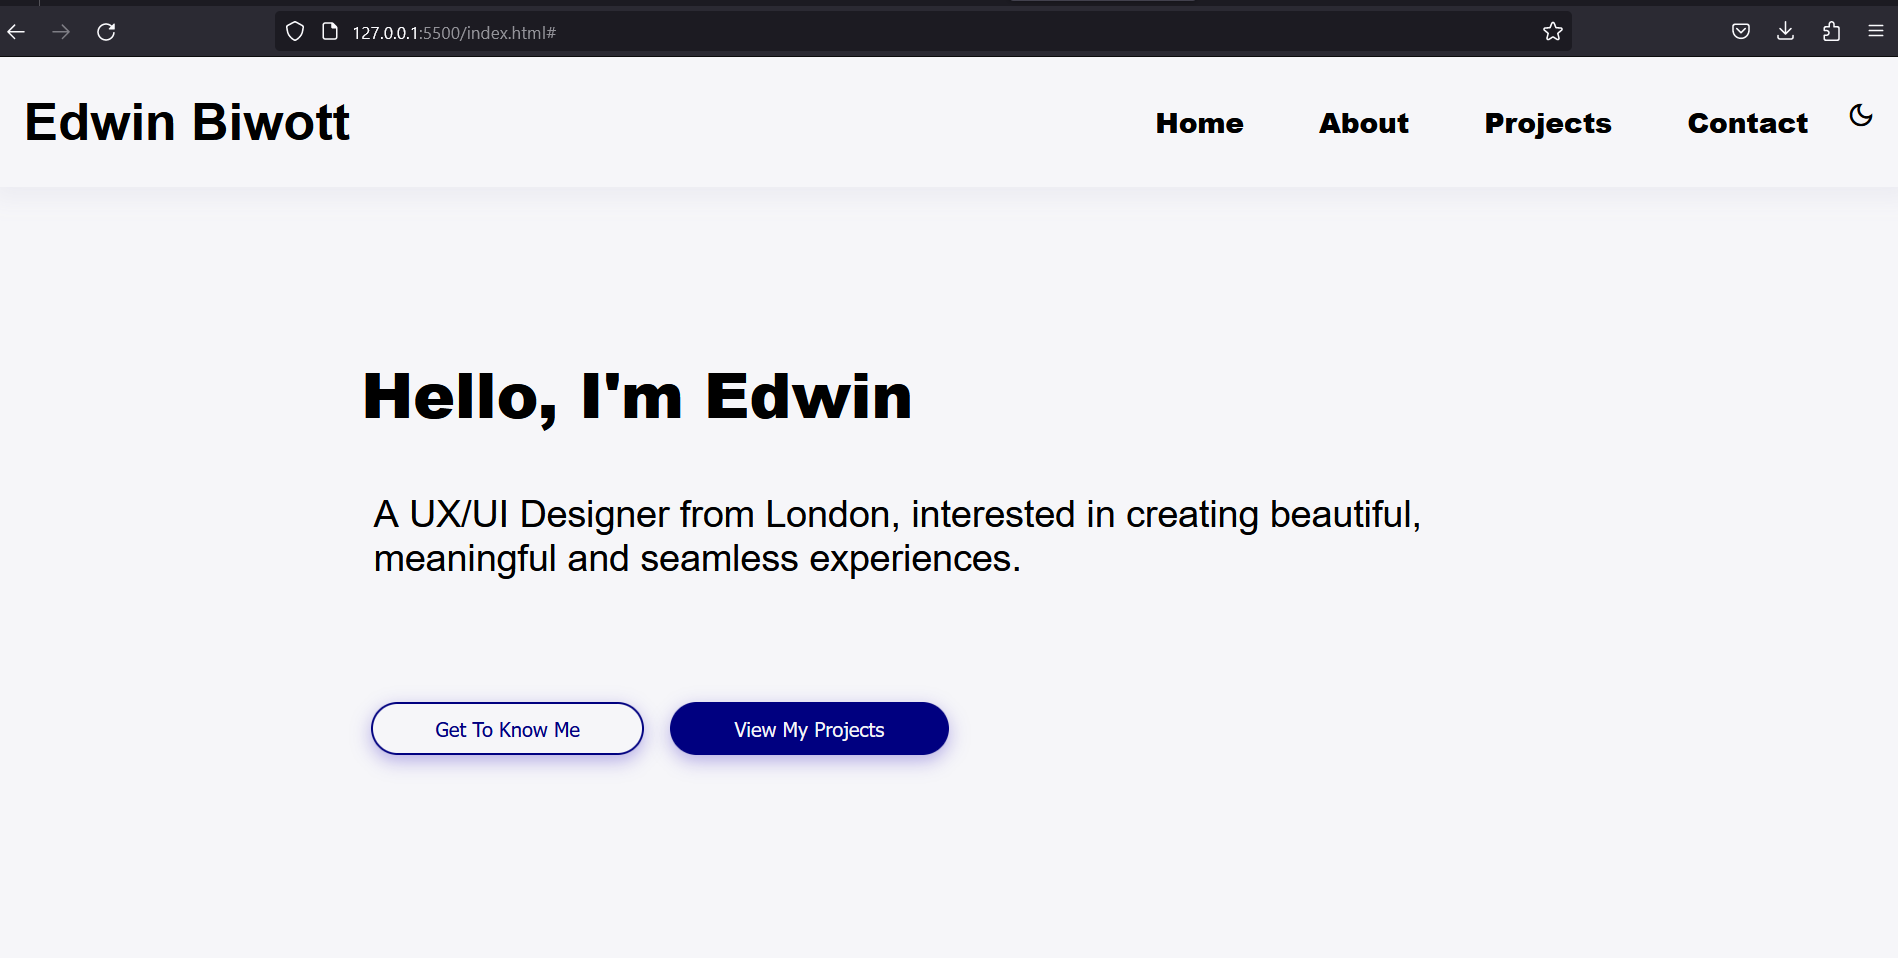 127.0.0.1:5500/index.html#
Edwin Biwott
Home About Projects Contact
Hello, I'm Edwin
A UX/UI Designer from London, interested in creating beautiful,
meaningful and seamless experiences.
Get To Know Me View My Projects